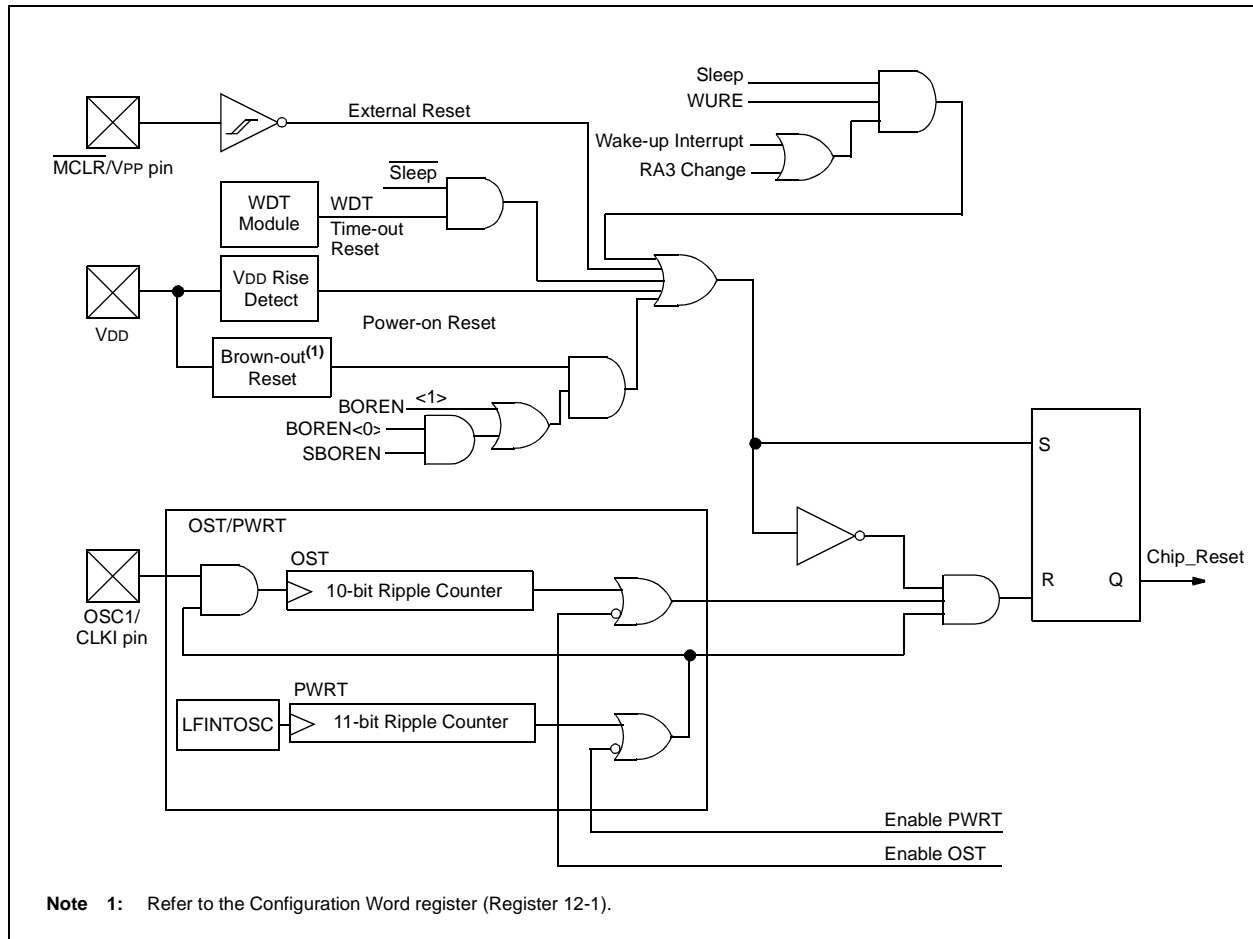 Sleep
WURE
External Reset
Wake-up Interrupt
RA3 Change
MCLR/VPP pin
Sleep
WDT
Module
WDT
Time-out
Reset
VDD Rise
Detect
VDD
Power-on Reset
Brown-out(1)
Reset
BOREN <1>
BOREN<0>
SBOREN
S
OST/PWRT
OST
10-bit Ripple Counter
OSC1/
CLKI pin
R
Q
Chip_Reset
PWRT
LFINTOSC
11-bit Ripple Counter
Enable PWRT
Enable OST
Note 1: Refer to the Configuration Word register (Register 12-1).